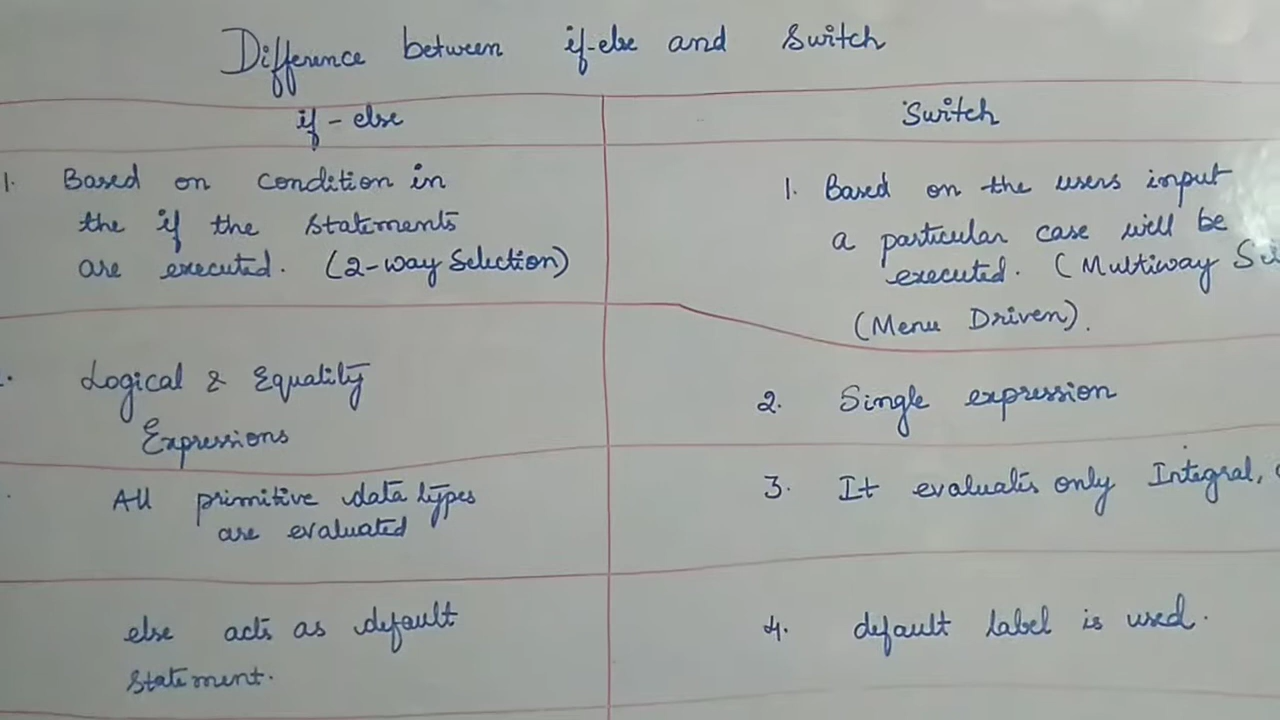 Difference between if-else and Switch
if - else
Switch
1. Based on condition in
the if the statements
are executed. (2-way Selection)
1. Based on the users input
a particular case will be
executed. (Multiway
(Menu Driven).
Logical & Equality
Expressions
2. Single expression
All primitive data types
are evaluated
3. It evaluates only Integral,
else acts as default
statement.
4. default label is used.